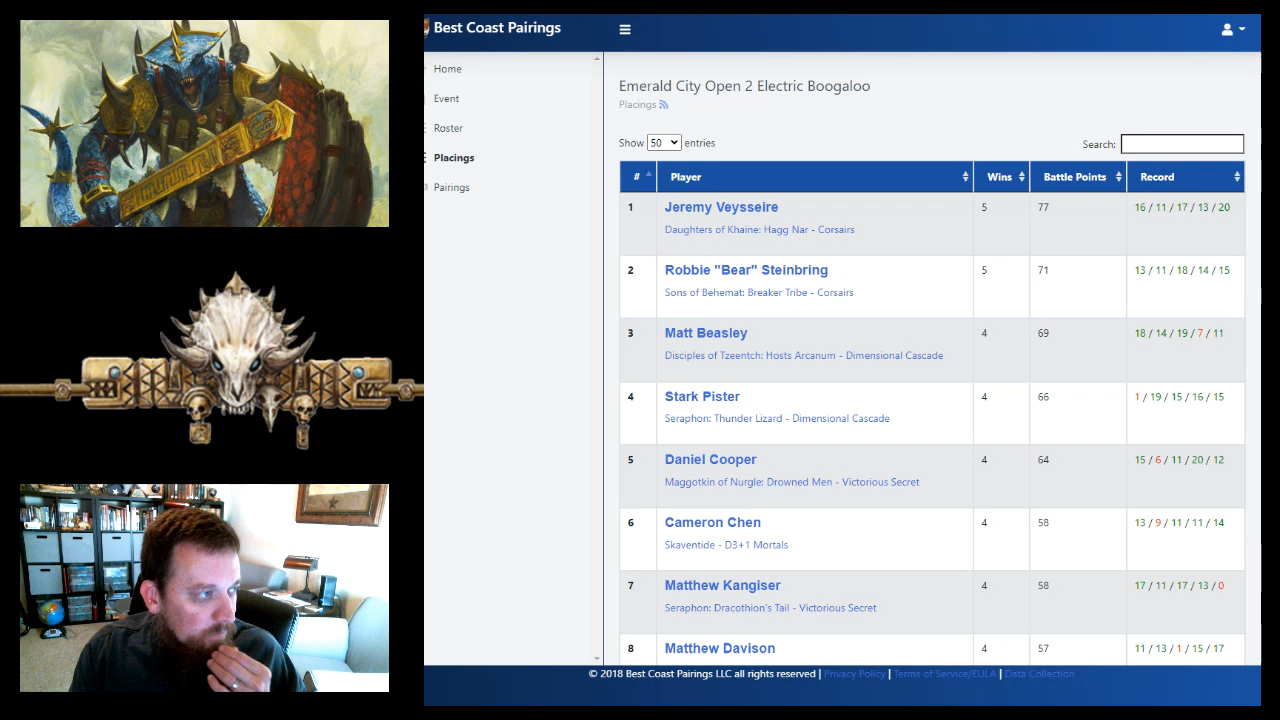 Best Coast Pairings
Home
Event
Roster
Placings
Pairings
Emerald City Open 2 Electric Boogaloo
Placings
Show 50 entries
Search:
# Player Wins Battle Points Record
1 Jeremy Veysseire 5 77 16 / 11 / 17 / 13 / 20
Daughters of Khaine: Hagg Nar - Corsairs
2 Robbie "Bear" Steinbring 5 71 13 / 11 / 18 / 14 / 15
Sons of Behemat: Breaker Tribe - Corsairs
3 Matt Beasley 4 69 18 / 14 / 19 / 7 / 11
Disciples of Tzeentch: Hosts Arcanum - Dimensional Cascade
4 Stark Pister 4 66 1 / 19 / 15 / 16 / 15
Seraphon: Thunder Lizard - Dimensional Cascade
5 Daniel Cooper 4 64 15 / 6 / 11 / 20 / 12
Maggotkin of Nurgle: Drowned Men - Victorious Secret
6 Cameron Chen 4 58 13 / 9 / 11 / 11 / 14
Skaventide - D3+1 Mortals
7 Matthew Kangiser 4 58 17 / 11 / 17 / 13 / 0
Seraphon: Dracothion's Tail - Victorious Secret
8 Matthew Davison 4 57 11 / 13 / 1 / 15 / 17
© 2018 Best Coast Pairings LLC all rights reserved | Privacy Policy | Terms of Service/EULA | Data Collection